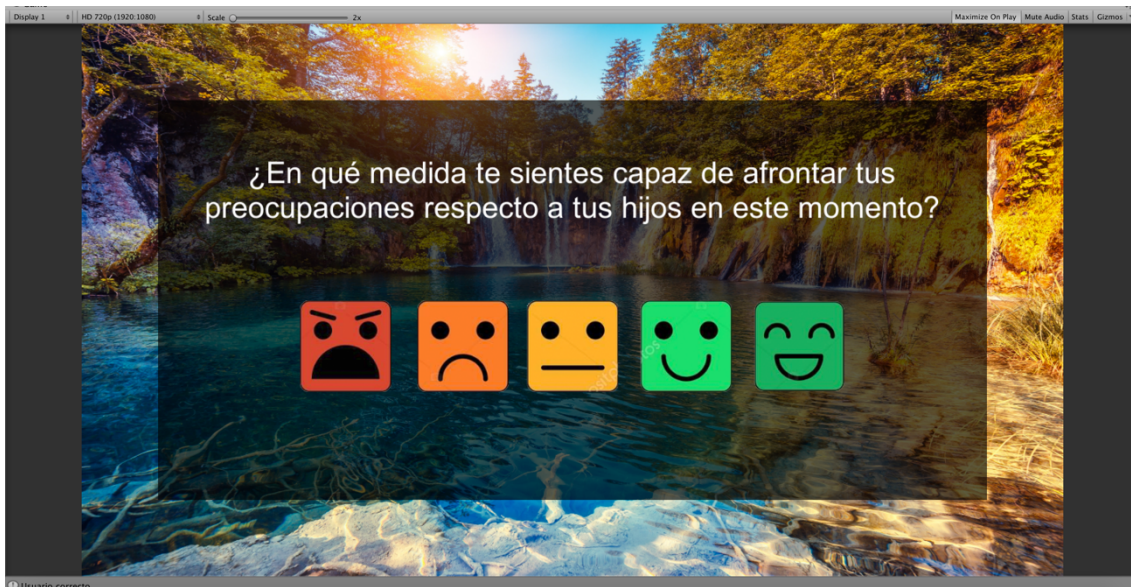 Display 1
HD 720p (1920:1080)
Scale
2x
Maximize On Play
Mute Audio
Stats
Gizmos
¿En qué medida te sientes capaz de afrontar tus
preocupaciones respecto a tus hijos en este momento?
Usuario correcto